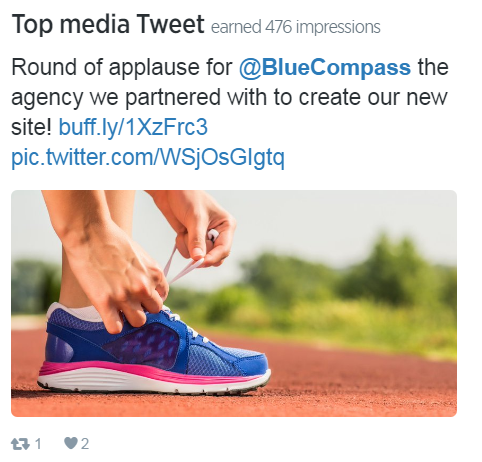 Top media Tweet earned 476 impressions
Round of applause for @BlueCompass the
agency we partnered with to create our new
site! buff.ly/1XzFrc3
pic.twitter.com/WSjOsGlgtq
1 2